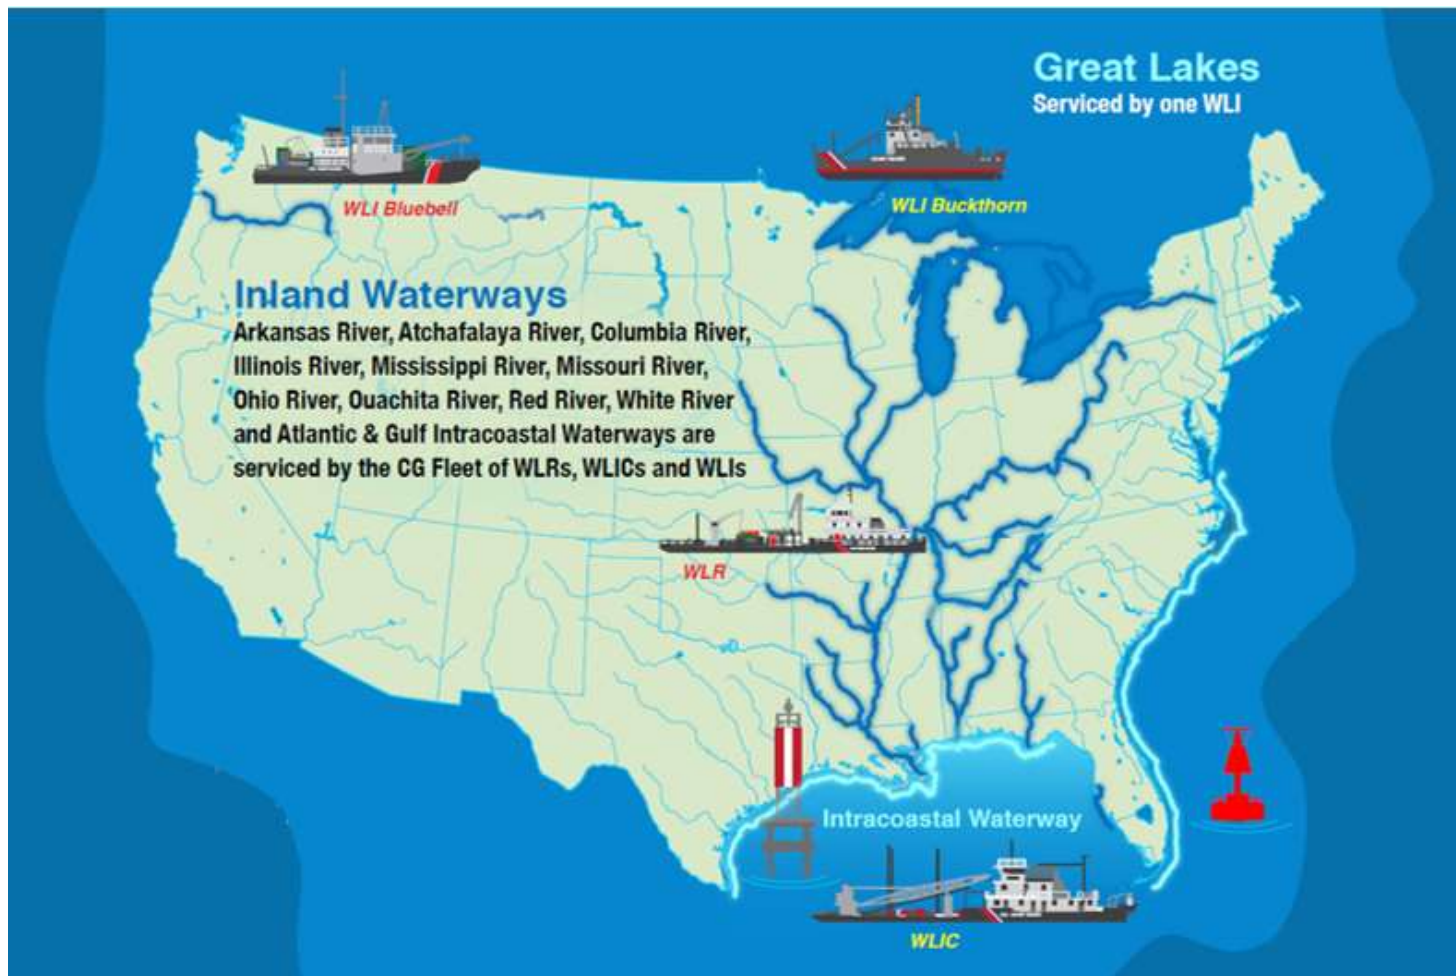 Great Lakes
Serviced by one WLI
WLI Bluebell
WLI Buckthorn
Inland Waterways
Arkansas River, Atchafalaya River, Columbia River,
Illinois River, Mississippi River, Missouri River,
Ohio River, Ouachita River, Red River, White River
and Atlantic & Gulf Intracoastal Waterways are
serviced by the CG Fleet of WLRs, WLICs and WLIs
WLR
Intracoastal Waterway
WLIC